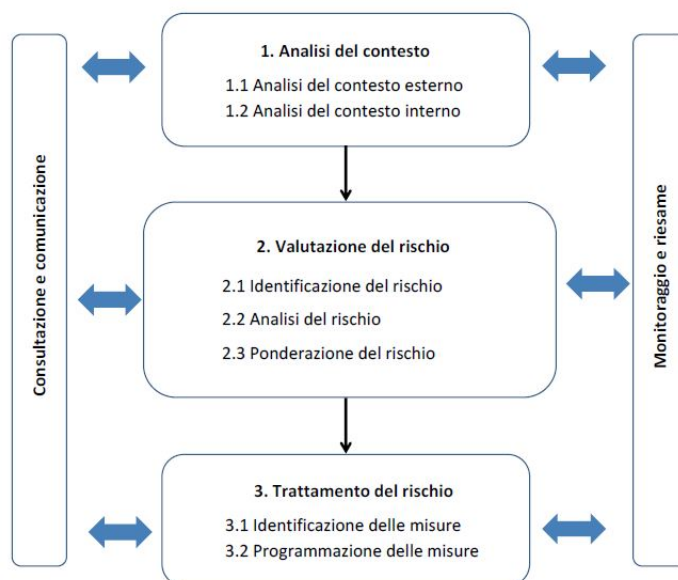 Consultazione e comunicazione
1. Analisi del contesto
1.1 Analisi del contesto esterno
1.2 Analisi del contesto interno
2. Valutazione del rischio
2.1 Identificazione del rischio
2.2 Analisi del rischio
2.3 Ponderazione del rischio
3. Trattamento del rischio
3.1 Identificazione delle misure
3.2 Programmazione delle misure
Monitoraggio e riesame